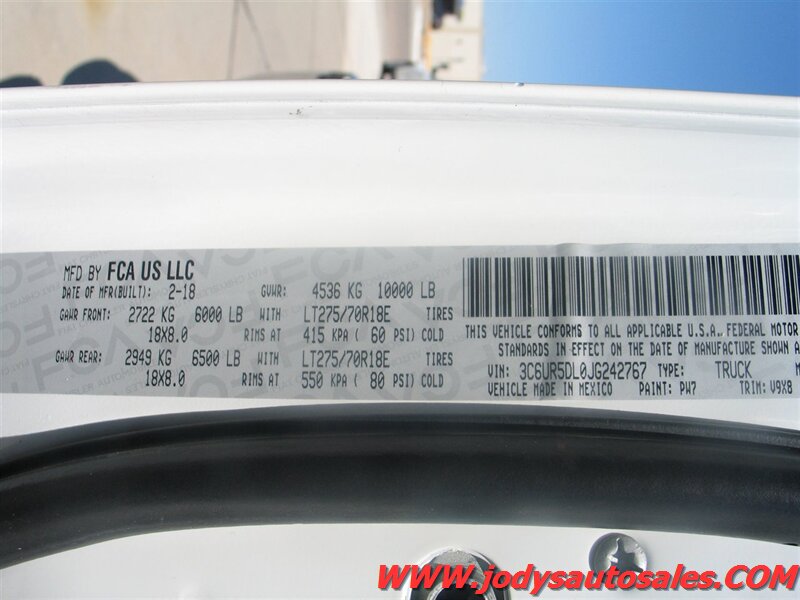 MFD BY FCA US LLC
DATE OF MFR(BUILT): 2-18 GVWR: 4536 KG 10000 LB
GAWR FRONT: 2722 KG 6000 LB WITH LT275/70R18E TIRES
18X8.0 RIMS AT 415 KPA ( 60 PSI) COLD
GAWR REAR: 2949 KG 6500 LB WITH LT275/70R18E TIRES
18X8.0 RIMS AT 550 KPA ( 80 PSI) COLD
THIS VEHICLE CONFORMS TO ALL APPLICABLE U.S.A. FEDERAL MOTOR
STANDARDS IN EFFECT ON THE DATE OF MANUFACTURE SHOWN A
VIN: 3C6UR5DL0JG242767 TYPE: TRUCK M
VEHICLE MADE IN MEXICO PAINT: PW7 TRIM: V9X8
www.jodysautosales.com